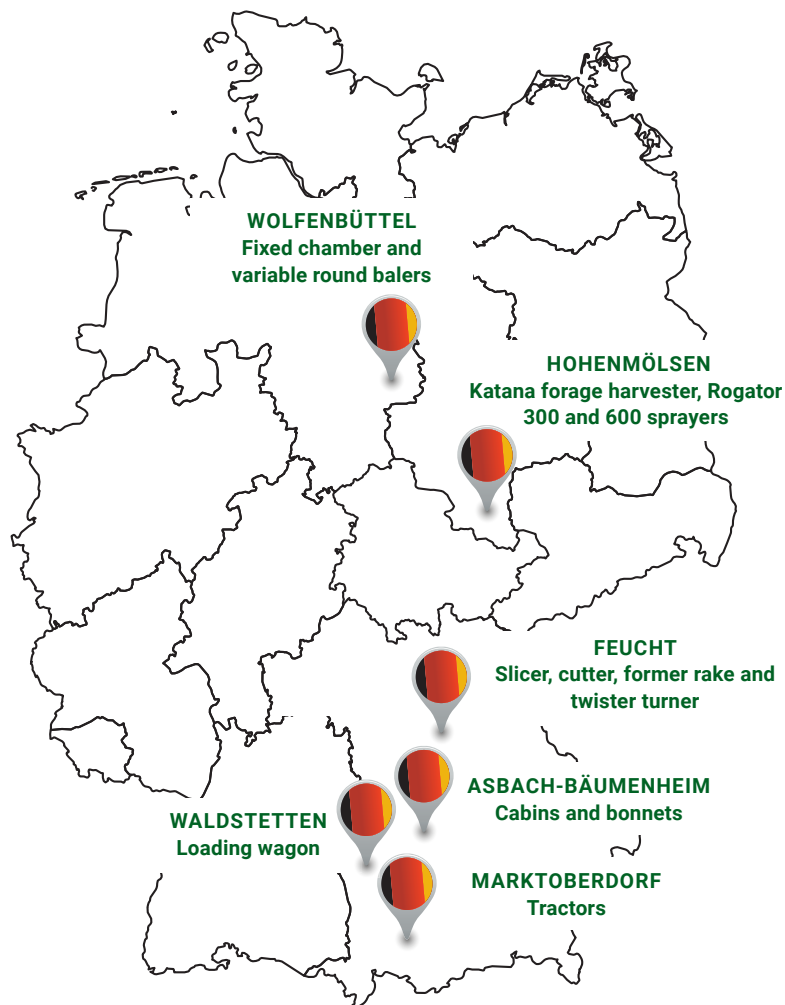 WOLFENBÜTTEL
Fixed chamber and
variable round balers
HOHENMÖLSEN
Katana forage harvester, Rogator
300 and 600 sprayers
FEUCHT
Slicer, cutter, former rake and
twister turner
ASBACH-BÄUMENHEIM
Cabins and bonnets
WALDSTETTEN
Loading wagon
MARKTOBERDORF
Tractors